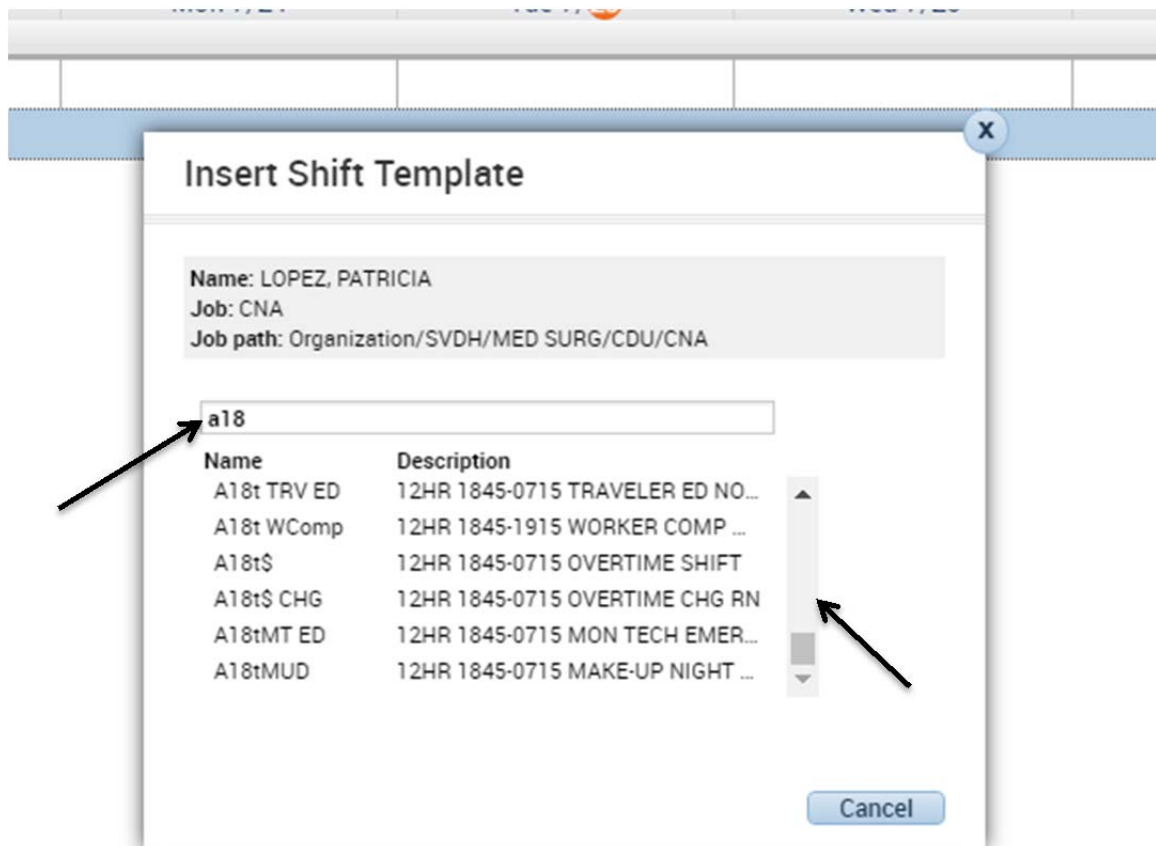 X
Insert Shift Template
Name: LOPEZ, PATRICIA
Job: CNA
Job path: Organization/SVDH/MED SURG/CDU/CNA
a18
Name Description
A18t TRV ED 12HR 1845-0715 TRAVELER ED NO...
A18t WComp 12HR 1845-1915 WORKER COMP ...
A18t$ 12HR 1845-0715 OVERTIME SHIFT
A18t$ CHG 12HR 1845-0715 OVERTIME CHG RN
A18tMT ED 12HR 1845-0715 MON TECH EMER...
A18tMUD 12HR 1845-0715 MAKE-UP NIGHT ...
Cancel